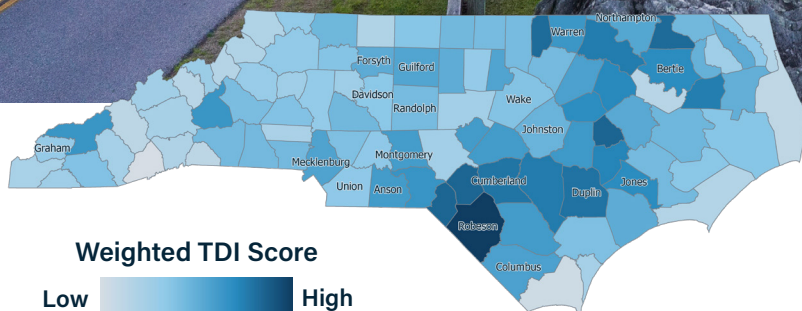 Northampton
Warren
Bertie
Forsyth
Guilford
Davidson
Randolph
Wake
Johnston
Graham
Mecklenburg
Montgomery
Union
Anson
Cumberland
Duplin
Jones
Robeson
Columbus
Weighted TDI Score
Low
High